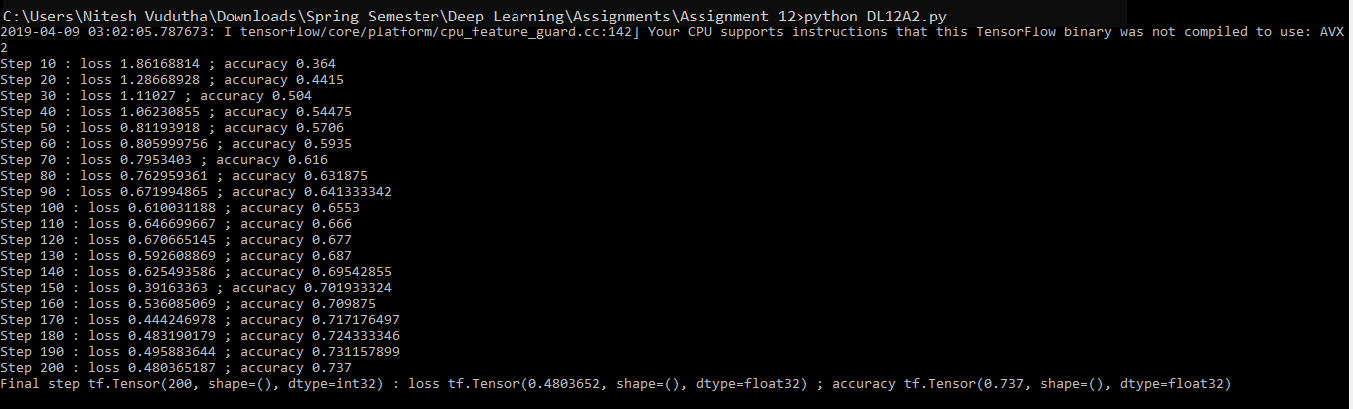 C:\Users\Nitesh Vudutha\Downloads\Spring Semester\Deep Learning\Assignments\Assignment 12>python DL12A2.py
2019-04-09 03:02:05.787673: I tensorflow/core/platform/cpu_feature_guard.cc:142] Your CPU supports instructions that this TensorFlow binary was not compiled to use: AVX
2
Step 10 : loss 1.86168814 ; accuracy 0.364
Step 20 : loss 1.28668928 ; accuracy 0.4415
Step 30 : loss 1.11027 ; accuracy 0.504
Step 40 : loss 1.06230855 ; accuracy 0.54475
Step 50 : loss 0.81193918 ; accuracy 0.5706
Step 60 : loss 0.805999756 ; accuracy 0.5935
Step 70 : loss 0.7953403 ; accuracy 0.616
Step 80 : loss 0.762959361 ; accuracy 0.631875
Step 90 : loss 0.671994865 ; accuracy 0.641333342
Step 100 : loss 0.610031188 ; accuracy 0.6553
Step 110 : loss 0.646699667 ; accuracy 0.666
Step 120 : loss 0.670665145 ; accuracy 0.677
Step 130 : loss 0.592608869 ; accuracy 0.687
Step 140 : loss 0.625493586 ; accuracy 0.69542855
Step 150 : loss 0.39163363 ; accuracy 0.701933324
Step 160 : loss 0.536085069 ; accuracy 0.709875
Step 170 : loss 0.444246978 ; accuracy 0.717176497
Step 180 : loss 0.483190179 ; accuracy 0.724333346
Step 190 : loss 0.495883644 ; accuracy 0.731157899
Step 200 : loss 0.480365187 ; accuracy 0.737
Final step tf.Tensor(200, shape=(), dtype=int32) : loss tf.Tensor(0.4803652, shape=(), dtype=float32) ; accuracy tf.Tensor(0.737, shape=(), dtype=float32)